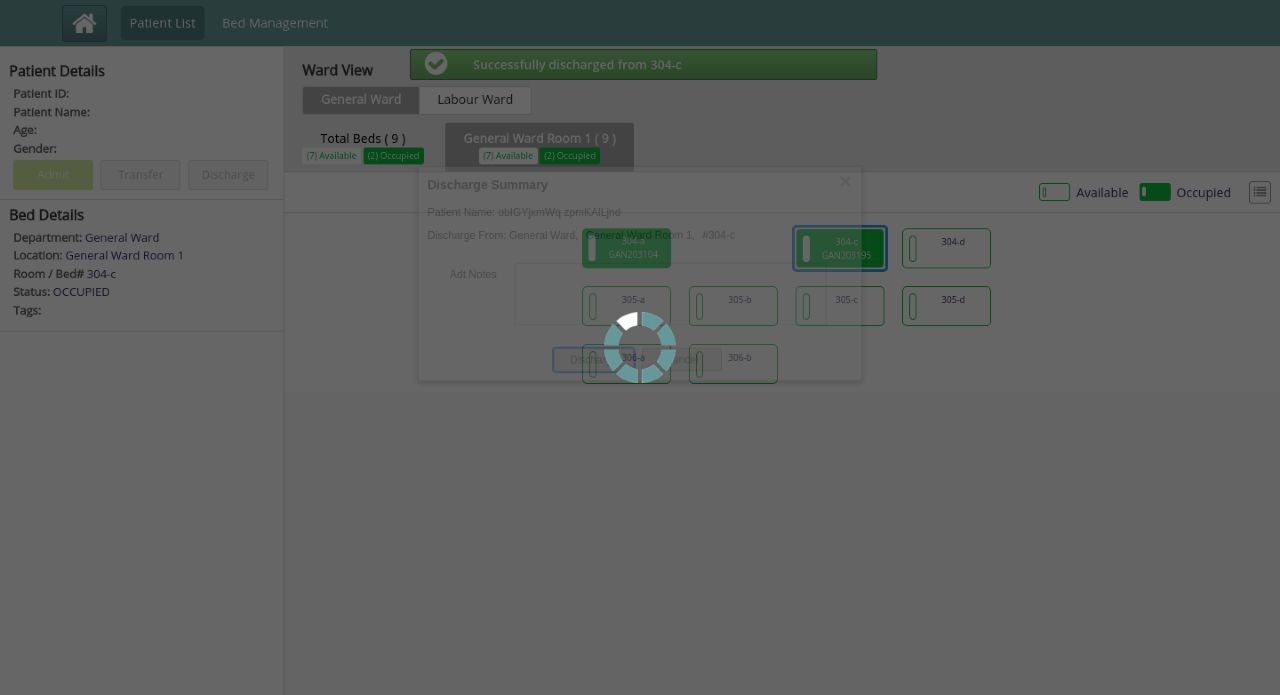 Patient List
Bed Management
Patient Details
Patient ID:
Patient Name:
Age:
Gender:
Admit
Transfer
Discharge
Bed Details
Department: General Ward
Location: General Ward Room 1
Room / Bed# 304-c
Status: OCCUPIED
Tags:
Ward View
Successfully discharged from 304-c
General Ward
Labour Ward
Total Beds ( 9 )
(7) Available (2) Occupied
General Ward Room 1 ( 9 )
(7) Available (2) Occupied
Available
Occupied
Discharge Summary
Patient Name:
Discharge From: General Ward, General Ward Room 1, #304-c
Adt Notes
304-a
GAN203104
304-c
GAN203195
304-d
305-a
305-b
305-c
305-d
306-a
306-b